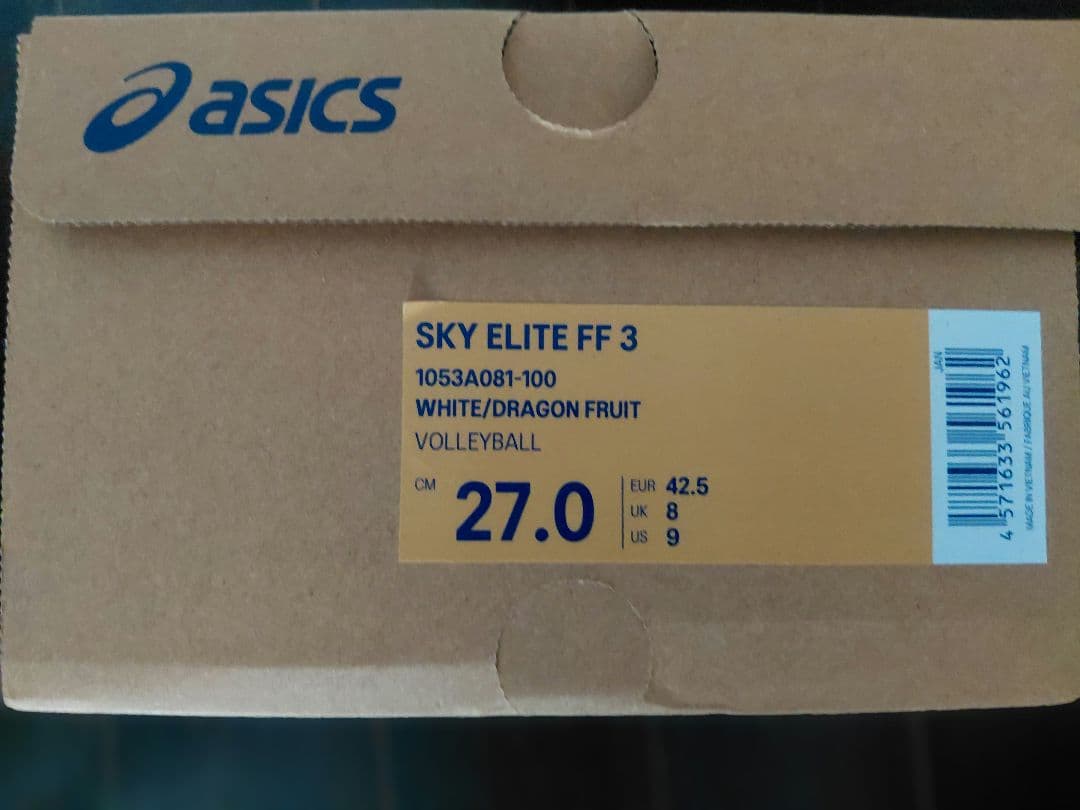 asics
SKY ELITE FF 3
1053A081-100
WHITE/DRAGON FRUIT
VOLLEYBALL
CM 27.0
EUR 42.5
UK 8
US 9
JAN
4 571633 561962
MADE IN VIETNAM / FABRIQUE AU VIETNAM